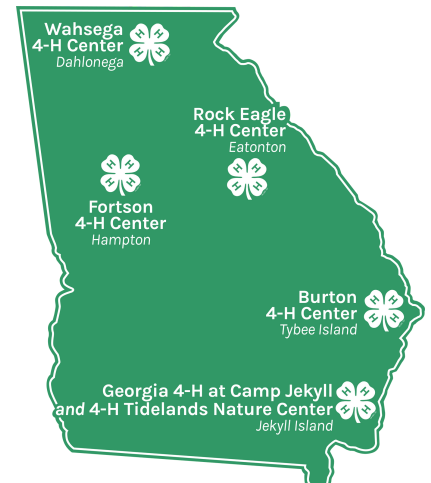 Wahsega
4-H Center
Dahlonega
H H
H H
Rock Eagle
4-H Center
Eatonton
H H
H H
H H
H H
Fortson
4-H Center
Hampton
Burton
4-H Center
Tybee Island
H H
H H
Georgia 4-H at Camp Jekyll
and 4-H Tidelands Nature Center
Jekyll Island
H H
H H